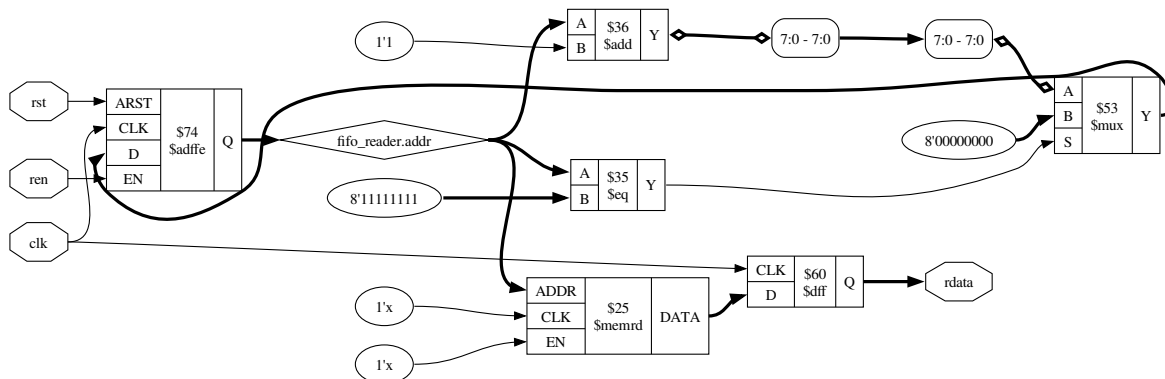 rst
ren
clk
ARST
CLK
D
EN
$74
$adffe
Q
fifo_reader.addr
1'1
A
B
$36
$add
Y
7:0 - 7:0
7:0 - 7:0
8'11111111
A
B
$35
$eq
Y
8'00000000
A
B
S
$53
$mux
Y
1'x
1'x
ADDR
CLK
EN
$25
$memrd
DATA
CLK
D
$60
$dff
Q
rdata